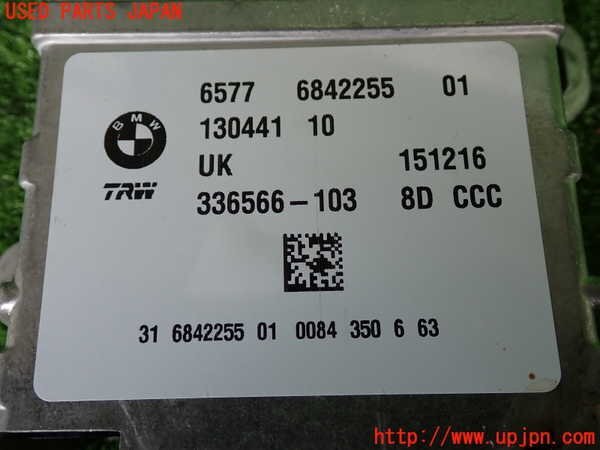 USED PARTS JAPAN
6577 6842255 01
BMW
130441 10
UK 151216
TRW
336566-103 8D CCC
31 6842255 01 0084 350 6 63
http://www.upjpn.com/